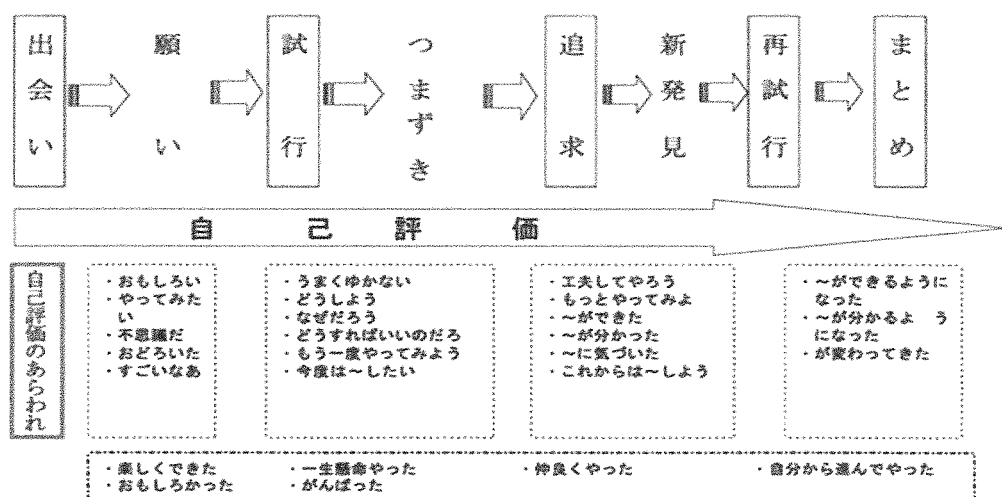 出会い
願い
試行
つまずき
追求
新発見
再試行
まとめ
自己評価
自己評価のあらわれ
・おもしろい
・やってみた
い
・不思議だ
・おどろいた
・すごいなあ
・うまくゆかない
・どうしよう
・なぜだろう
・どうすればいいのだろ
・もう一度やってみよう
・今度は~したい
・工夫してやろう
・もっとやってみよ
・~ができた
・~が分かった
・~に気づいた
・これからは~しよう
・~ができるように
なった
・~が分かるよ う
になった
・が変わってきた
・楽しくできた
・おもしろかった
・一生懸命やった
・がんばった
・仲良くやった
・自分から進んでやった